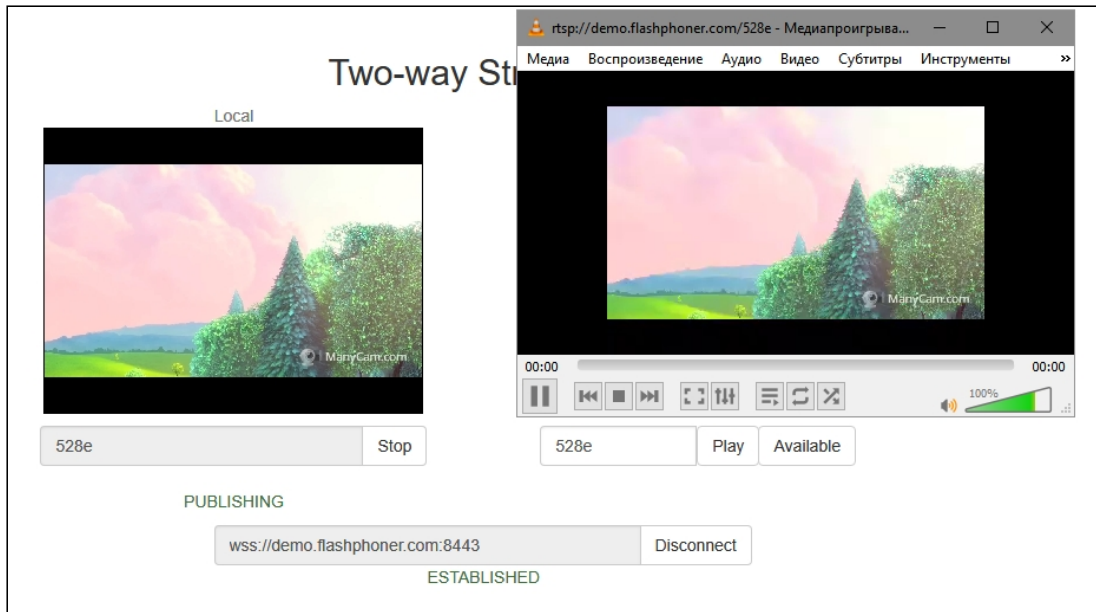 rtsp://demo.flashphoner.com/528e - Медиапроигрыва...
Медиа Воспроизведение Аудио Видео Субтитры Инструменты »
Two-way St
Local
ManyCam.com
ManyCam.com
00:00 00:00
100%
528e Stop
528e Play Available
PUBLISHING
wss://demo.flashphoner.com:8443 Disconnect
ESTABLISHED